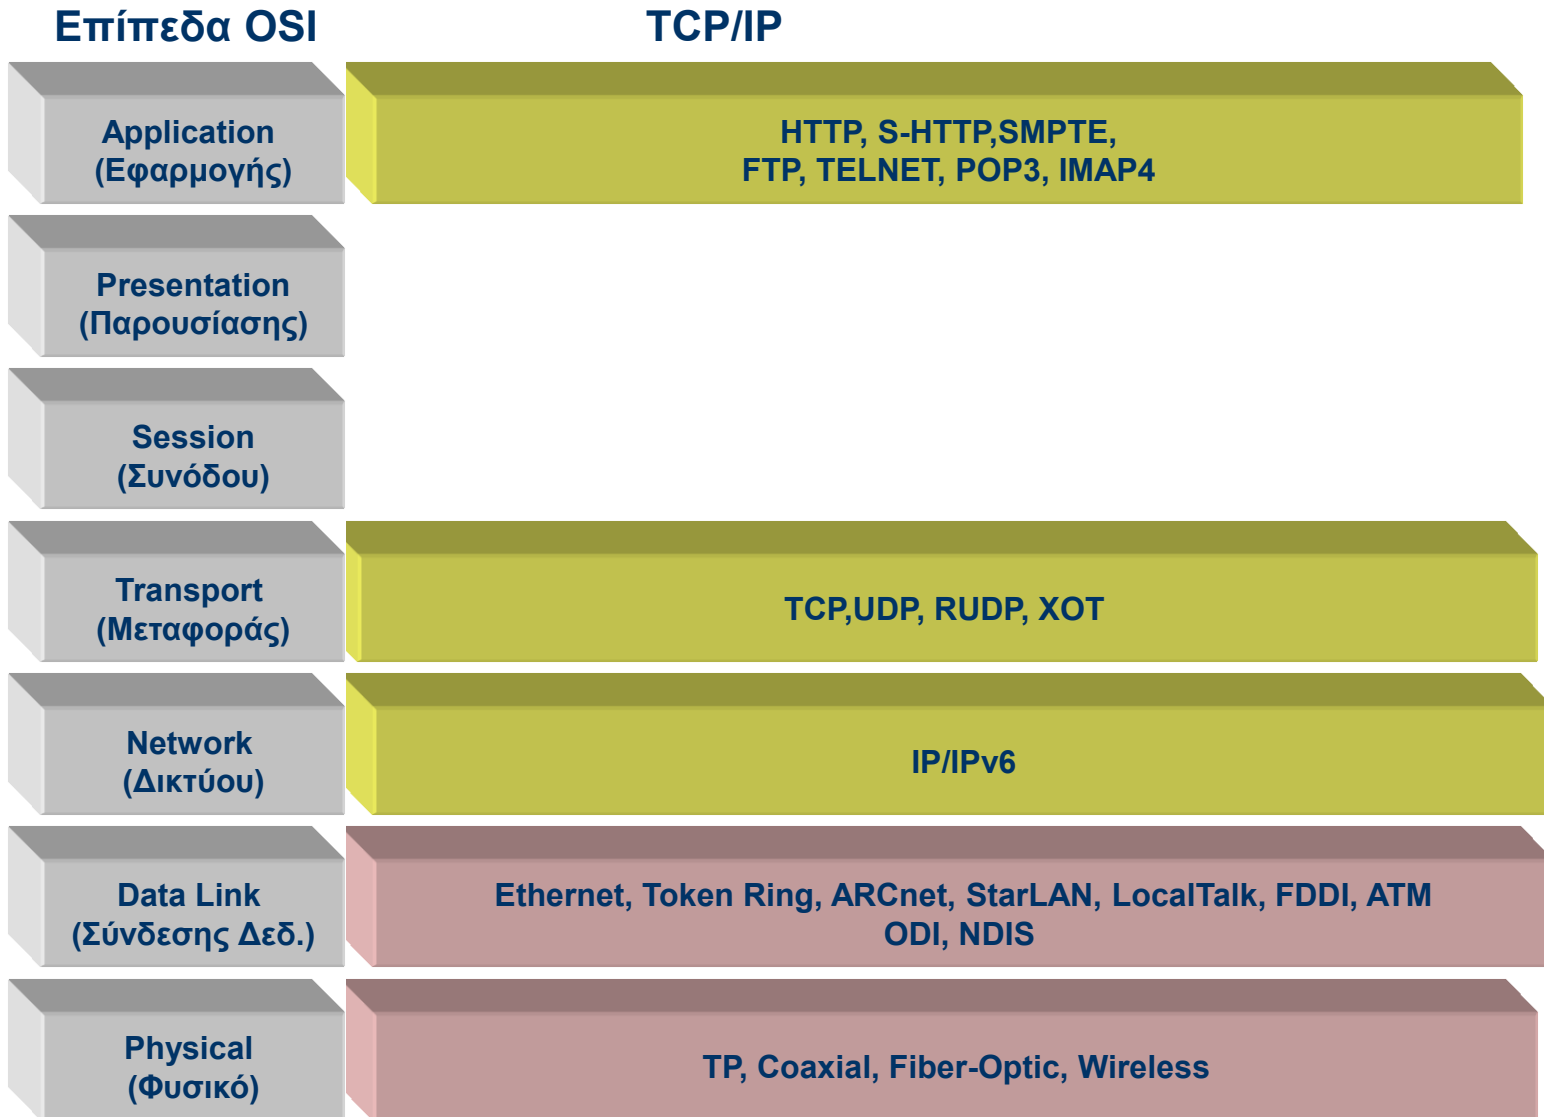 Επίπεδα OSI
TCP/IP
Application
(Εφαρμογής)
HTTP, S-HTTP,SMPTE,
FTP, TELNET, POP3, IMAP4
Presentation
(Παρουσίασης)
Session
(Συνόδου)
Transport
(Μεταφοράς)
TCP,UDP, RUDP, XOT
Network
(Δικτύου)
IP/IPv6
Data Link
(Σύνδεσης Δεδ.)
Ethernet, Token Ring, ARCnet, StarLAN, LocalTalk, FDDI, ATM
ODI, NDIS
Physical
(Φυσικό)
TP, Coaxial, Fiber-Optic, Wireless